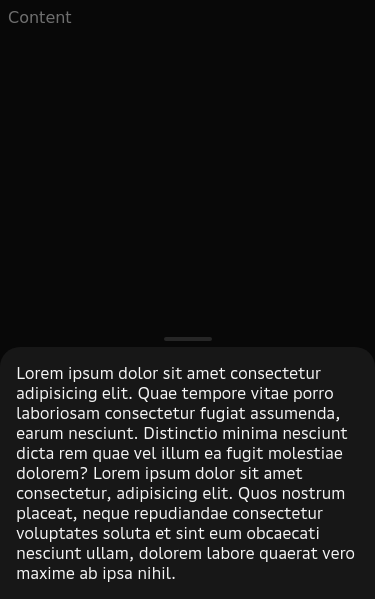 Content
Lorem ipsum dolor sit amet consectetur
adipisicing elit. Quae tempore vitae porro
laboriosam consectetur fugiat assumenda,
earum nesciunt. Distinctio minima nesciunt
dicta rem quae vel illum ea fugit molestiae
dolorem? Lorem ipsum dolor sit amet
consectetur, adipisicing elit. Quos nostrum
placeat, neque repudiandae consectetur
voluptates soluta et sint eum obcaecati
nesciunt ullam, dolorem labore quaerat vero
maxime ab ipsa nihil.